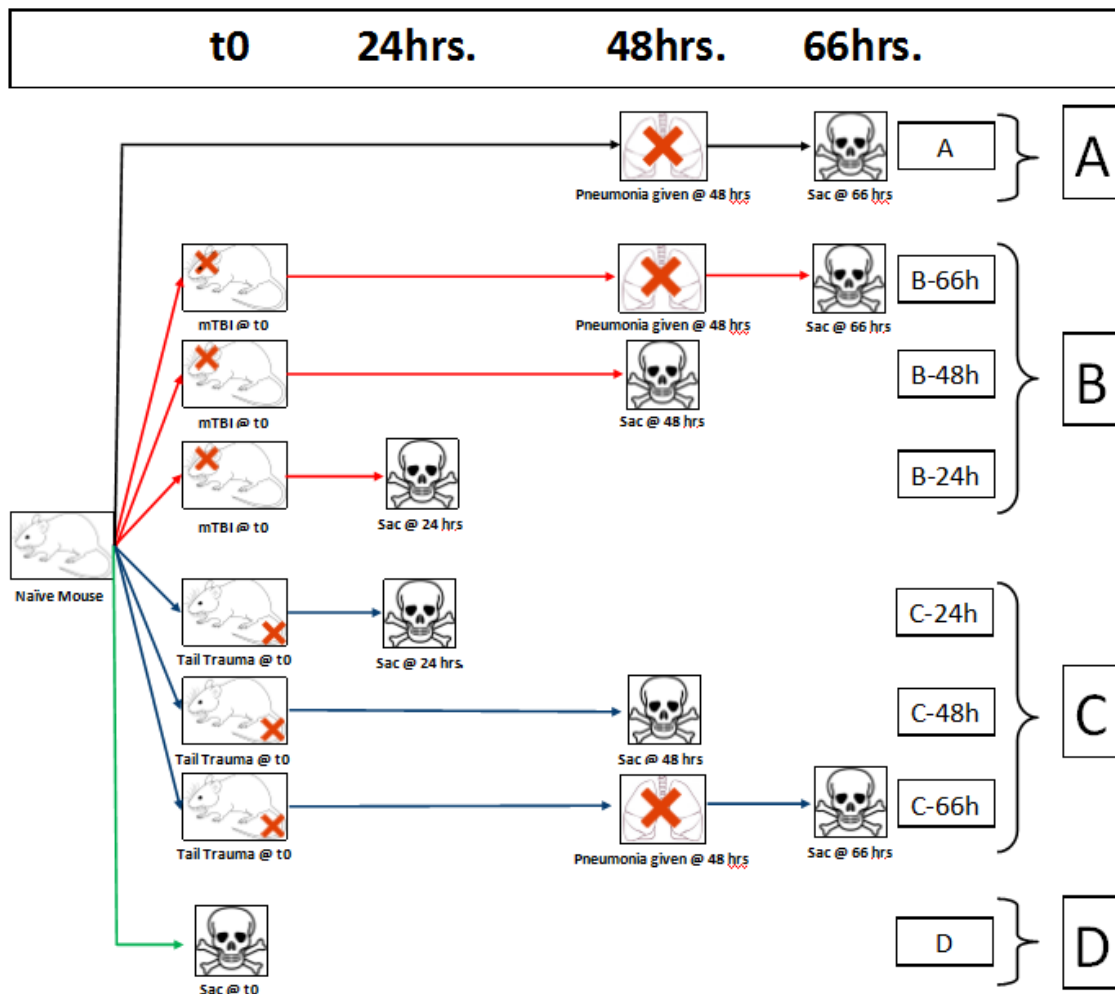 t0 24hrs. 48hrs. 66hrs.
A
A
Pneumonia given @ 48 hrs
Sac @ 66 hrs
B-66h
mTBI @ t0
Pneumonia given @ 48 hrs
Sac @ 66 hrs
B-48h
B
mTBI @ t0
Sac @ 48 hrs
B-24h
mTBI @ t0
Sac @ 24 hrs
Naïve Mouse
C-24h
Tail Trauma @ t0
Sac @ 24 hrs.
C-48h
C
Tail Trauma @ t0
Sac @ 48 hrs
C-66h
Tail Trauma @ t0
Pneumonia given @ 48 hrs
Sac @ 66 hrs
D
D
Sac @ t0